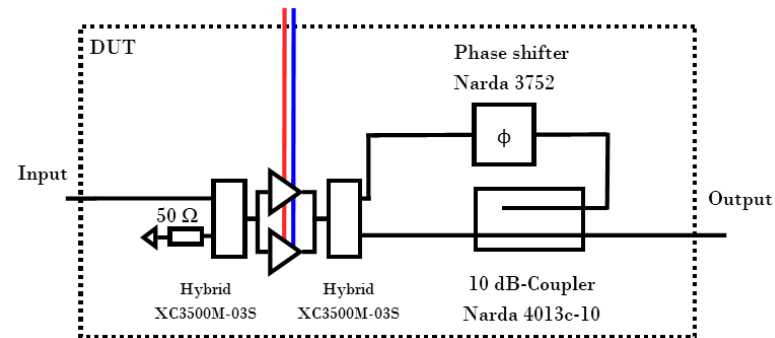 DUT
Phase shifter
Narda 3752
ϕ
Input
50 Ω
Output
Hybrid
XC3500M-03S
Hybrid
XC3500M-03S
10 dB-Coupler
Narda 4013c-10